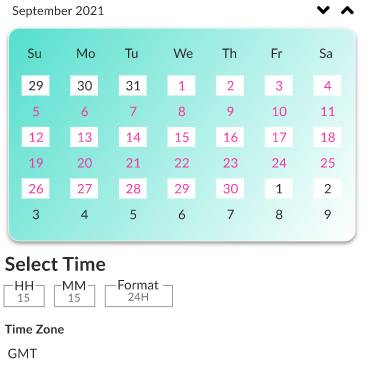 September 2021
Su Mo Tu We Th Fr Sa
29 30 31 1 2 3 4
5 6 7 8 9 10 11
12 13 14 15 16 17 18
19 20 21 22 23 24 25
26 27 28 29 30 1 2
3 4 5 6 7 8 9
Select Time
HH MM Format
15 15 24H
Time Zone
GMT